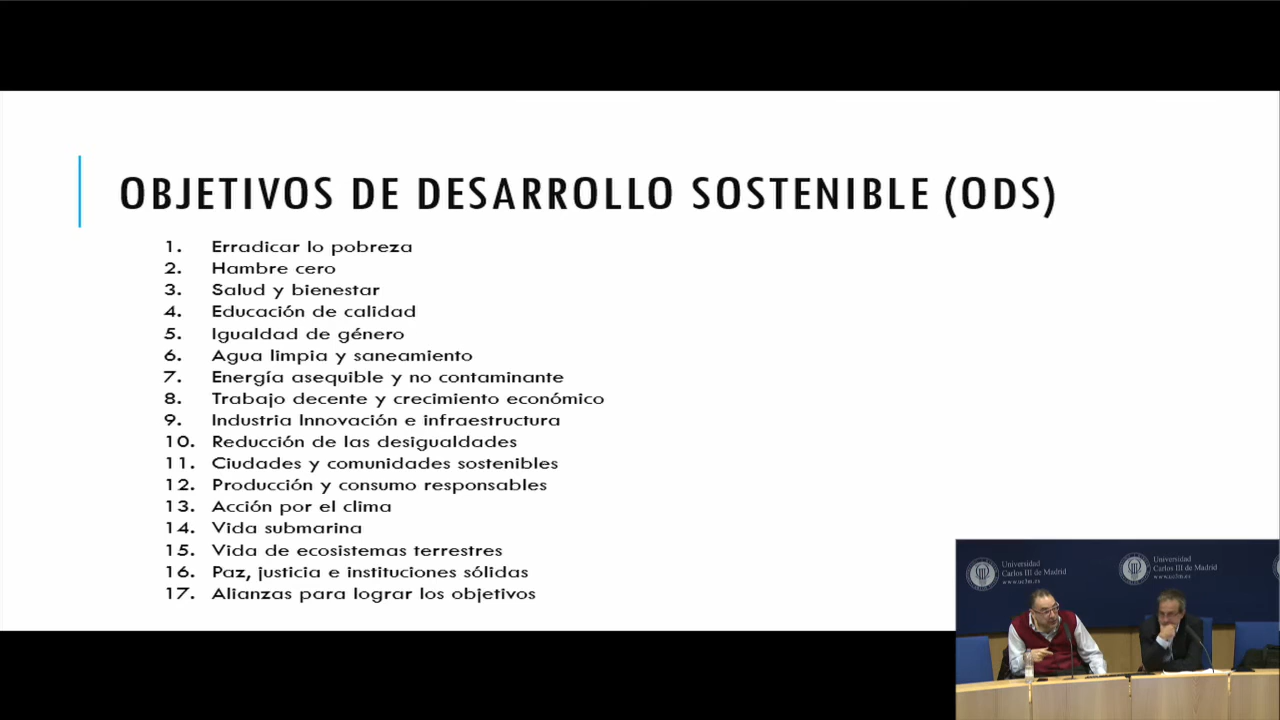 OBJETIVOS DE DESARROLLO SOSTENIBLE (ODS)
1. Erradicar lo pobreza
2. Hambre cero
3. Salud y bienestar
4. Educación de calidad
5. Igualdad de género
6. Agua limpia y saneamiento
7. Energía asequible y no contaminante
8. Trabajo decente y crecimiento económico
9. Industria Innovación e infraestructura
10. Reducción de las desigualdades
11. Ciudades y comunidades sostenibles
12. Producción y consumo responsables
13. Acción por el clima
14. Vida submarina
15. Vida de ecosistemas terrestres
16. Paz, justicia e instituciones sólidas
17. Alianzas para lograr los objetivos
Universidad
Carlos III de Madrid
www.uc3m.es
Universidad
Carlos III de Madrid
www.uc3m.es